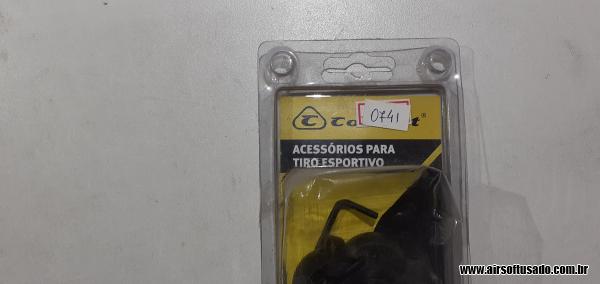 0741
ACESSÓRIOS PARA
TIRO ESPORTIVO
www.airsoftusado.com.br